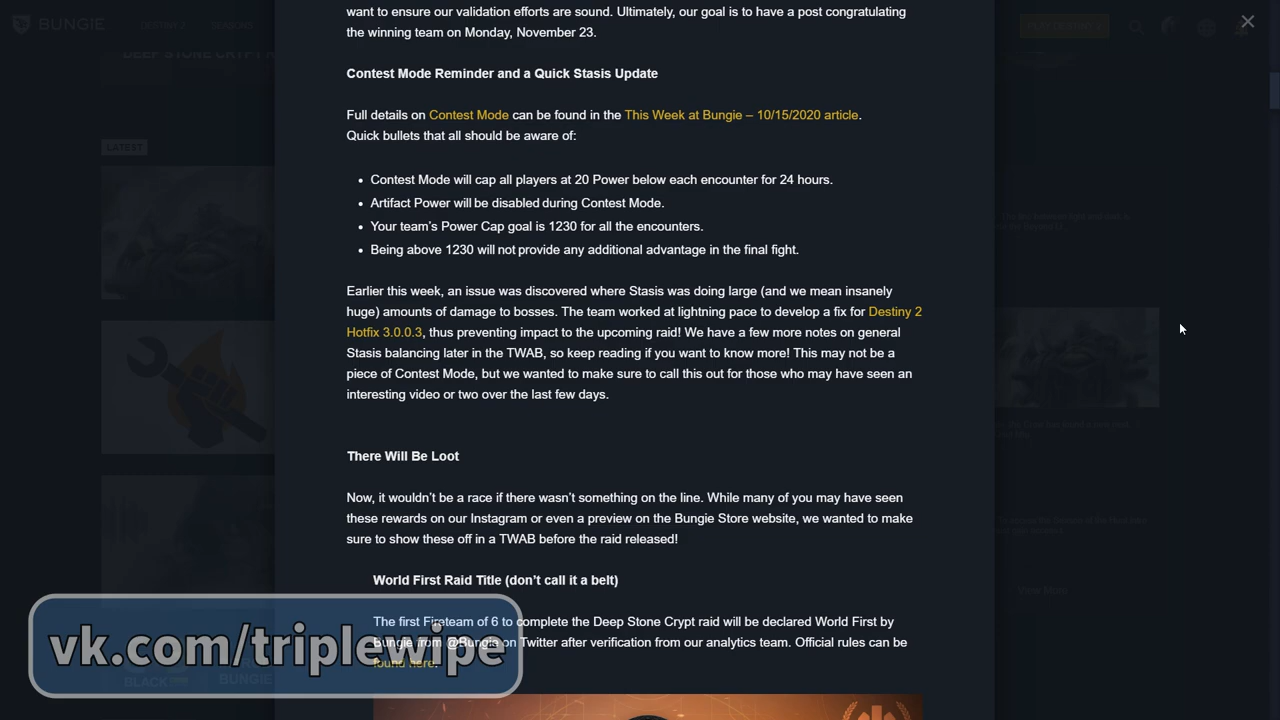 BUNGIE
want to ensure our validation efforts are sound. Ultimately, our goal is to have a post congratulating
the winning team on Monday, November 23.
Contest Mode Reminder and a Quick Stasis Update
Full details on Contest Mode can be found in the This Week at Bungie – 10/15/2020 article.
Quick bullets that all should be aware of:
LATEST
• Contest Mode will cap all players at 20 Power below each encounter for 24 hours.
• Artifact Power will be disabled during Contest Mode.
• Your team’s Power Cap goal is 1230 for all the encounters.
• Being above 1230 will not provide any additional advantage in the final fight.
Earlier this week, an issue was discovered where Stasis was doing large (and we mean insanely
huge) amounts of damage to bosses. The team worked at lightning pace to develop a fix for Destiny 2
Hotfix 3.0.0.3, thus preventing impact to the upcoming raid! We have a few more notes on general
Stasis balancing later in the TWAB, so keep reading if you want to know more! This may not be a
piece of Contest Mode, but we wanted to make sure to call this out for those who may have seen an
interesting video or two over the last few days.
There Will Be Loot
Now, it wouldn’t be a race if there wasn’t something on the line. While many of you may have seen
these rewards on our Instagram or even a preview on the Bungie Store website, we wanted to make
sure to show these off in a TWAB before the raid released!
World First Raid Title (don’t call it a belt)
The first Fireteam of 6 to complete the Deep Stone Crypt raid will be declared World First by
Bungie from @Bungie on Twitter after verification from our analytics team. Official rules can be
found here.
vk.com/triplewipe
BLACK
BUNGIE